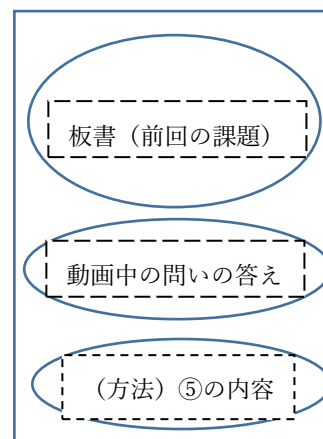 板書（前回の課題）
動画中の問いの答え
（方法）⑤の内容